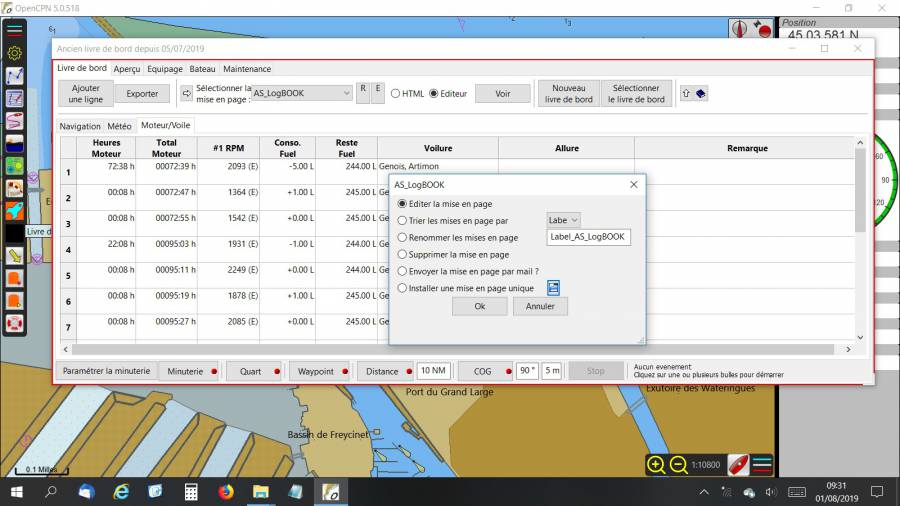 OpenCPN 5.0.518
Position
45 03.581 N
Ancien livre de bord depuis 05/07/2019
Livre de bord Aperçu Equipage Bateau Maintenance
Ajouter une ligne
Exporter
Sélectionner la mise en page :
AS_LogBOOK
R E
HTML Editeur
Voir
Nouveau livre de bord
Sélectionner le livre de bord
Navigation Météo Moteur/Voile
Heures Moteur Total Moteur #1 RPM Conso. Fuel Reste Fuel Voilure Allure Remarque
1 72:38 h 00072:39 h 2093 (E) -5.00 L 244.00 L Genois, Artimon
2 00:08 h 00072:47 h 1364 (E) +1.00 L 245.00 L Ge
3 00:08 h 00072:55 h 1542 (E) +0.00 L 245.00 L Ge
4 22:08 h 00095:03 h 1931 (E) -1.00 L 244.00 L Ge
5 00:08 h 00095:11 h 2249 (E) +0.00 L 244.00 L Ge
6 00:08 h 00095:19 h 1878 (E) +1.00 L 245.00 L Ge
7 00:08 h 00095:27 h 2085 (E) +0.00 L 245.00 L Ge
AS_LogBOOK
Editer la mise en page
Trier les mises en page par Labe
Renommer les mises en page Label_AS_LogBOOK
Supprimer la mise en page
Envoyer la mise en page par mail ?
Installer une mise en page unique
Ok Annuler
Livre d
60
90
120
Paramétrer la minuterie Minuterie Quart Waypoint Distance 10 NM COG 90 ° 5 m Stop
Aucun evenement
Cliquez sur une ou plusieurs bulles pour démarrer
Port du Grand Large
Exutoire des Wateringues
Bassin de Freycinet
0.1 Milles
1:10800
09:31
01/08/2019